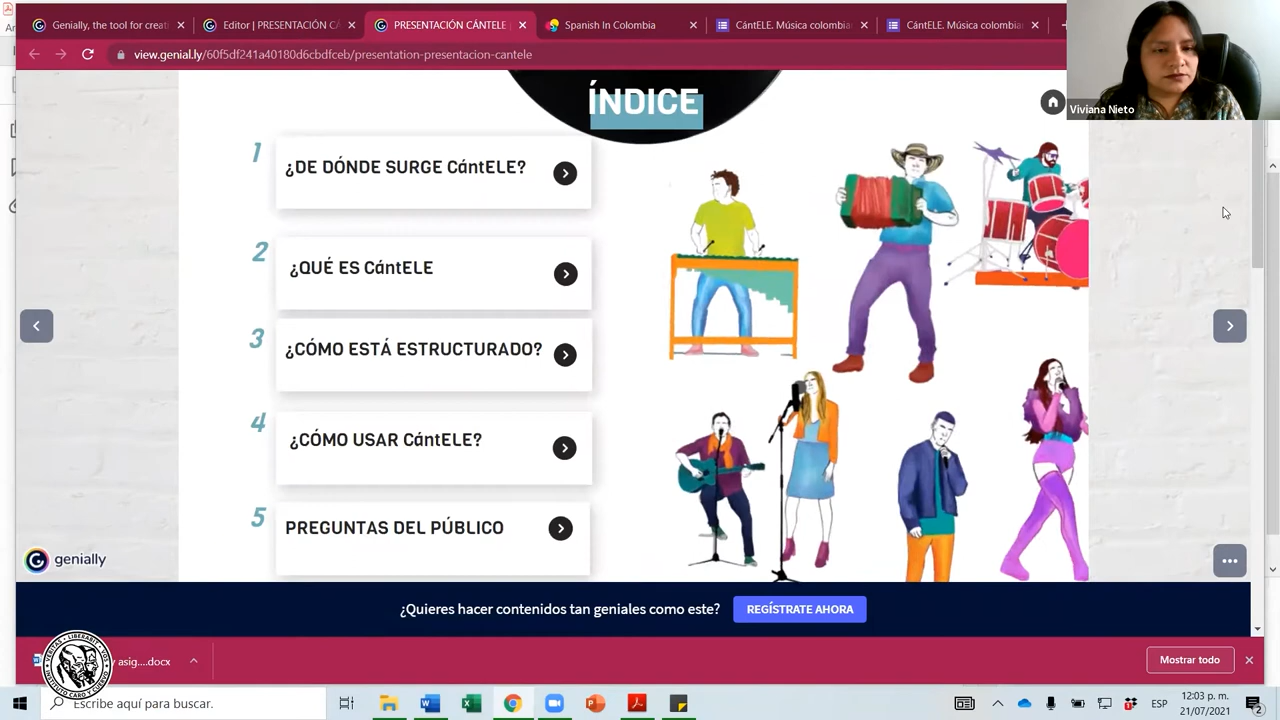 Genially, the tool for creat
Editor | PRESENTACIÓN CÁ
PRESENTACIÓN CÁNTELE
Spanish In Colombia
CántELE. Música colombia
CántELE. Música colombia
view.genial.ly/60f5df241a40180d6cbdfceb/presentation-presentacion-cantele
Viviana Nieto
ÍNDICE
1
¿DE DÓNDE SURGE CántELE?
2
¿QUÉ ES CántELE
3
¿CÓMO ESTÁ ESTRUCTURADO?
4
¿CÓMO USAR CántELE?
5
PREGUNTAS DEL PÚBLICO
genially
¿Quieres hacer contenidos tan geniales como este?
REGÍSTRATE AHORA
y asig....docx
Mostrar todo
Escribe aquí para buscar.
ESP
12:03 p. m.
21/07/2021
2